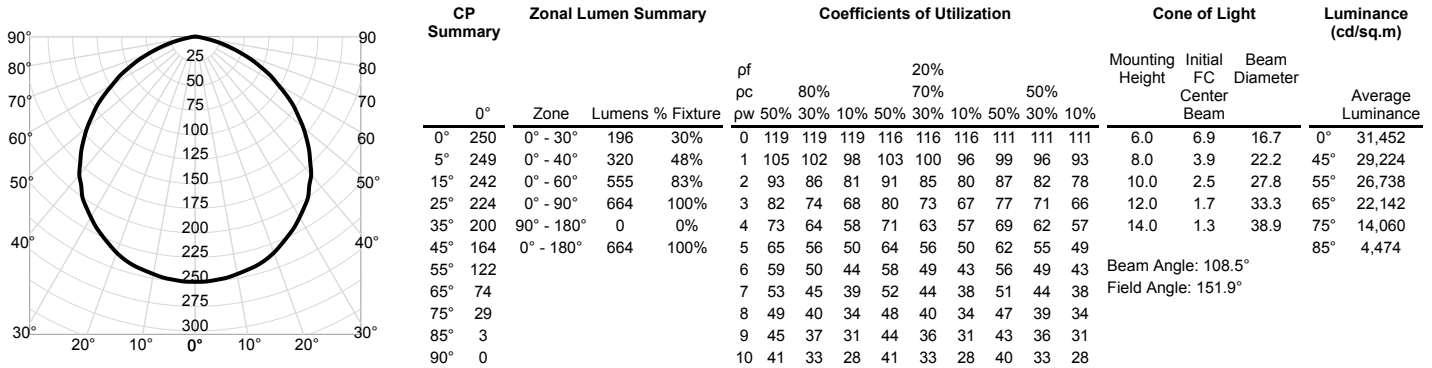 90°
80°
70°
60°
50°
40°
30°
20°
10°
0°
10°
20°
30°
40°
50°
60°
70
80
90
25
50
75
100
125
150
175
200
225
250
275
300
CP Summary
0°
0° 250
5° 249
15° 242
25° 224
35° 200
45° 164
55° 122
65° 74
75° 29
85° 3
90° 0
Zonal Lumen Summary
Zone Lumens % Fixture
0° - 30° 196 30%
0° - 40° 320 48%
0° - 60° 555 83%
0° - 90° 664 100%
90° - 180° 0 0%
0° - 180° 664 100%
Coefficients of Utilization
ρf 20%
ρc 80% 70% 50%
ρw 50% 30% 10% 50% 30% 10% 50% 30% 10%
0 119 119 119 116 116 116 111 111 111
1 105 102 98 103 100 96 99 96 93
2 93 86 81 91 85 80 87 82 78
3 82 74 68 80 73 67 77 71 66
4 73 64 58 71 63 57 69 62 57
5 65 56 50 64 56 50 62 55 49
6 59 50 44 58 49 43 56 49 43
7 53 45 39 52 44 38 51 44 38
8 49 40 34 48 40 34 47 39 34
9 45 37 31 44 36 31 43 36 31
10 41 33 28 41 33 28 40 33 28
Cone of Light
Mounting Height
Initial FC Center Beam
Beam Diameter
6.0 6.9 16.7
8.0 3.9 22.2
10.0 2.5 27.8
12.0 1.7 33.3
14.0 1.3 38.9
Beam Angle: 108.5°
Field Angle: 151.9°
Luminance
(cd/sq.m)
Average
Luminance
0° 31,452
45° 29,224
55° 26,738
65° 22,142
75° 14,060
85° 4,474